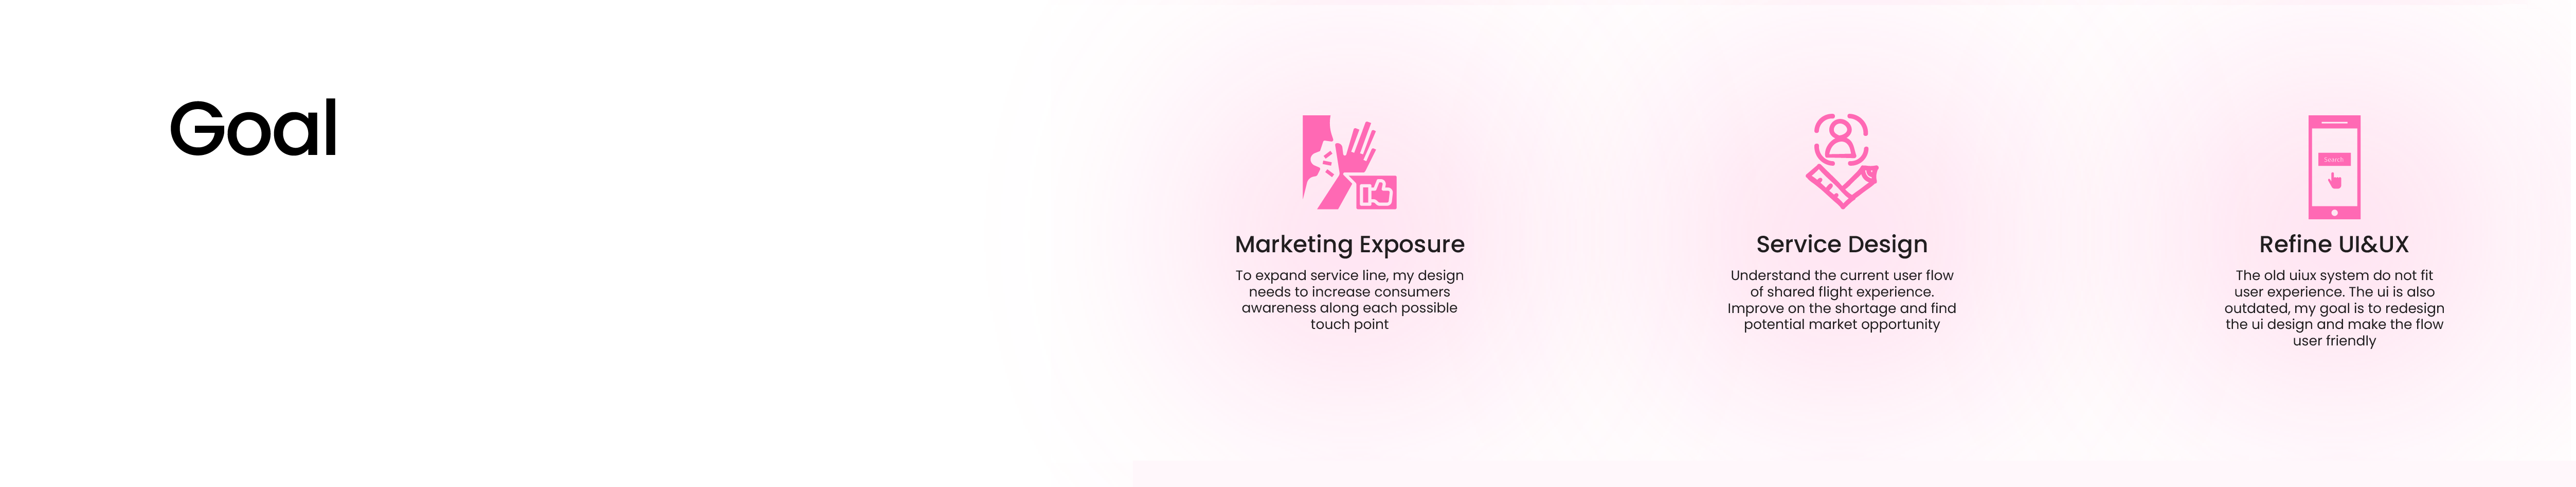 Goal
Search
Marketing Exposure
To expand service line, my design
needs to increase consumers
awareness along each possible
touch point
Service Design
Understand the current user flow
of shared flight experience.
Improve on the shortage and find
potential market opportunity
Refine UI&UX
The old uiux system do not fit
user experience. The ui is also
outdated, my goal is to redesign
the ui design and make the flow
user friendly